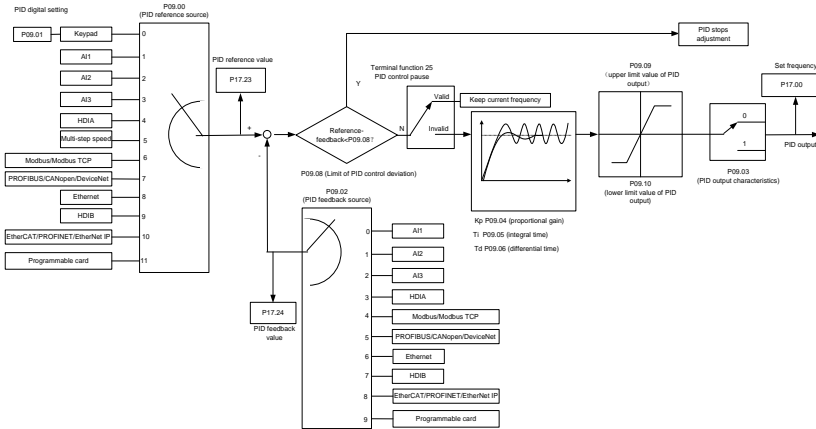 PID digital setting
P09.00
(PID reference source)
P09.01
Keypad
0
AI1
1
AI2
2
AI3
3
HDIA
4
Multi-step speed
5
Modbus/Modbus TCP
6
PROFIBUS/CANopen/DeviceNet
7
Ethernet
8
HDIB
9
EtherCAT/PROFINET/EtherNet IP
10
Programmable card
11
PID reference value
P17.23
+
-
Reference-
feedback<P09.08?
Y
N
P09.08 (Limit of PID control deviation)
PID stops
adjustment
Terminal function 25
PID control pause
Valid
Invalid
Keep current frequency
Kp P09.04 (proportional gain)
Ti P09.05 (integral time)
Td P09.06 (differential time)
P09.09
(upper limit value of PID
output)
P09.10
(lower limit value of PID
output)
0
1
P09.03
(PID output characteristics)
Set frequency
P17.00
PID output
P09.02
(PID feedback source)
P17.24
PID feedback
value
0
AI1
1
AI2
2
AI3
3
HDIA
4
Modbus/Modbus TCP
5
PROFIBUS/CANopen/DeviceNet
6
Ethernet
7
HDIB
8
EtherCAT/PROFINET/EtherNet IP
9
Programmable card